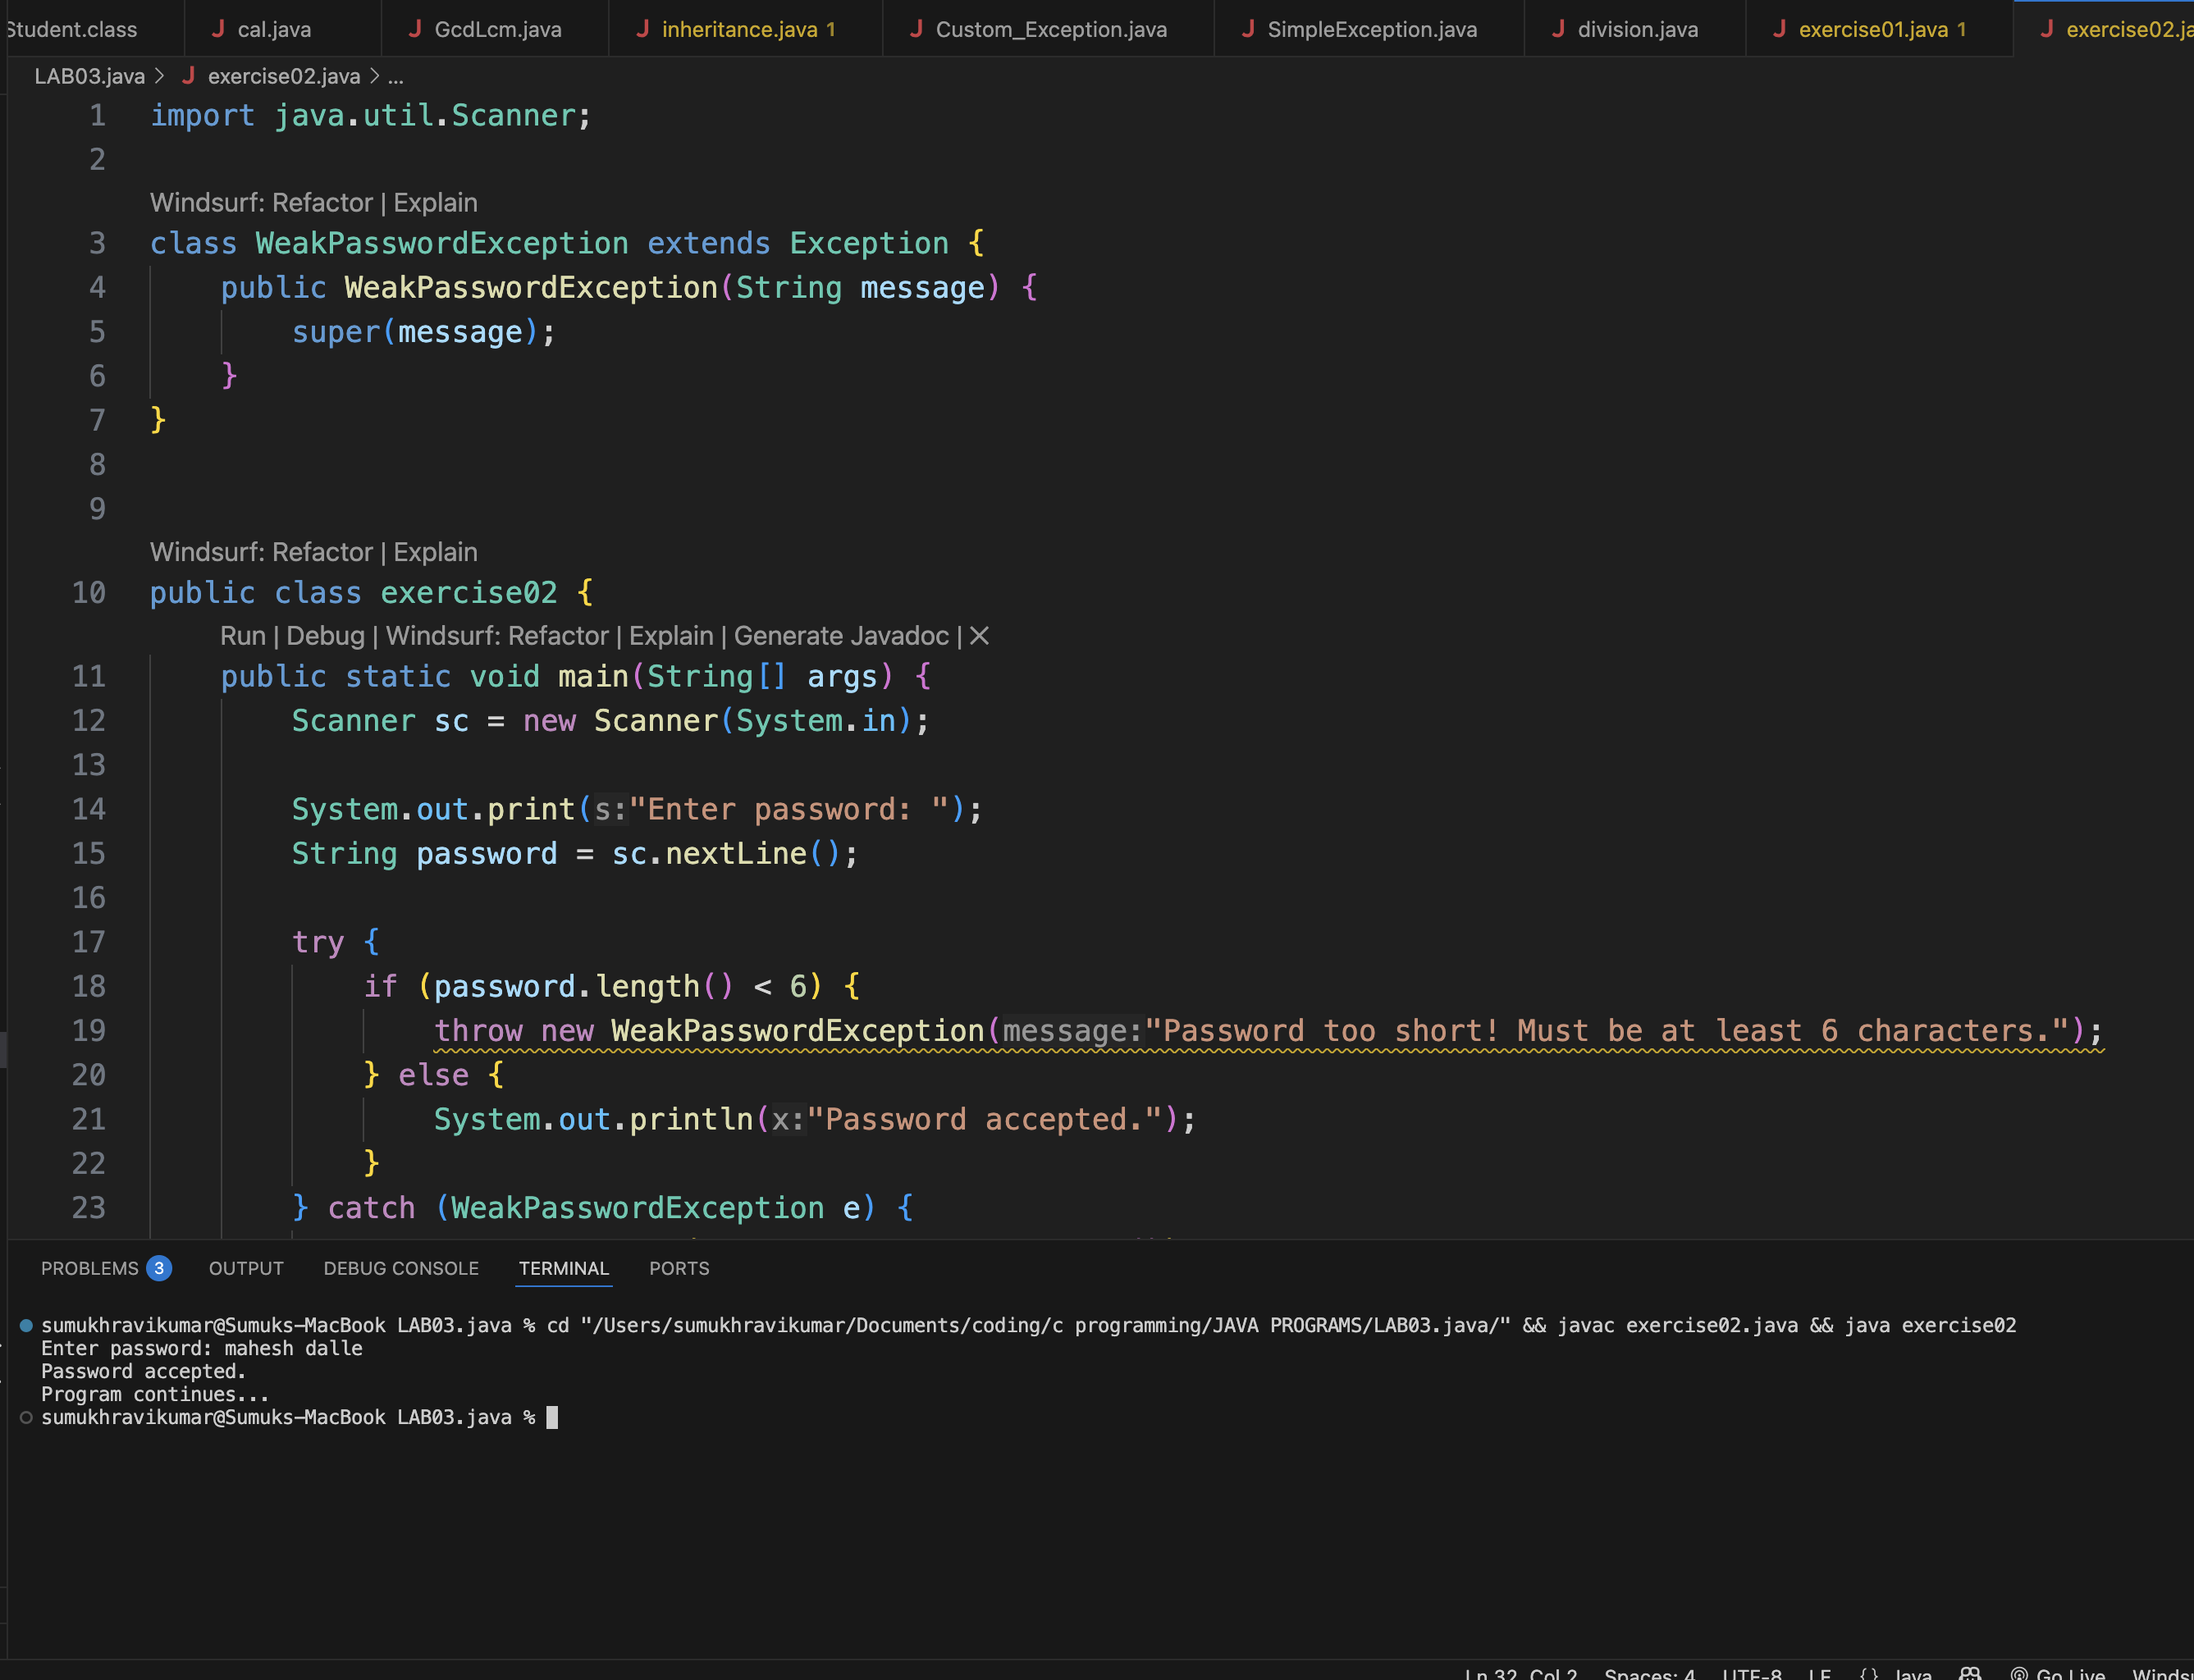 Student.class cal.java GcdLcm.java inheritance.java 1 Custom_Exception.java SimpleException.java division.java exercise01.java 1 exercise02.ja
LAB03.java > exercise02.java > ...
1 import java.util.Scanner;
2
Windsurf: Refactor | Explain
3 class WeakPasswordException extends Exception {
4 public WeakPasswordException(String message) {
5 super(message);
6 }
7 }
8
9
Windsurf: Refactor | Explain
10 public class exercise02 {
Run | Debug | Windsurf: Refactor | Explain | Generate Javadoc | X
11 public static void main(String[] args) {
12 Scanner sc = new Scanner(System.in);
13
14 System.out.print(s:"Enter password: ");
15 String password = sc.nextLine();
16
17 try {
18 if (password.length() < 6) {
19 throw new WeakPasswordException(message:"Password too short! Must be at least 6 characters.");
20 } else {
21 System.out.println(x:"Password accepted.");
22 }
23 } catch (WeakPasswordException e) {
PROBLEMS 3 OUTPUT DEBUG CONSOLE TERMINAL PORTS
sumukhravikumar@Sumuks-MacBook LAB03.java % cd "/Users/sumukhravikumar/Documents/coding/c programming/JAVA PROGRAMS/LAB03.java/" && javac exercise02.java && java exercise02
Enter password: mahesh dalle
Password accepted.
Program continues...
sumukhravikumar@Sumuks-MacBook LAB03.java %
Ln 32, Col 2 Spaces: 4 UTF-8 LF {} Java Go Live Winds